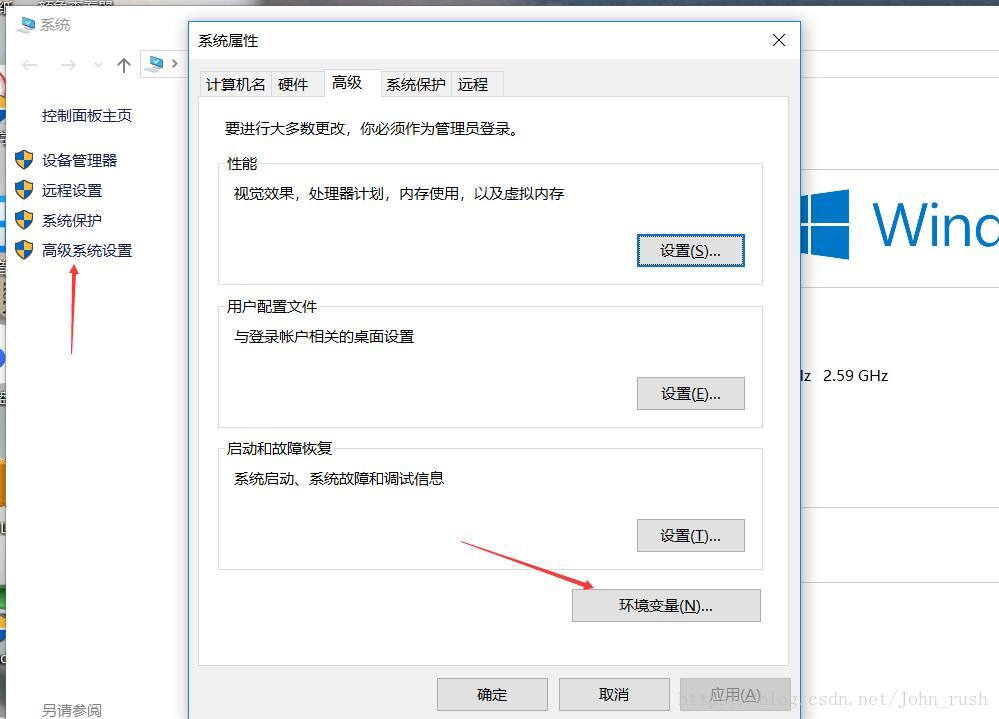 系统
控制面板主页
设备管理器
远程设置
系统保护
高级系统设置
另请参阅
系统属性
计算机名 硬件 高级 系统保护 远程
要进行大多数更改，你必须作为管理员登录。
性能
视觉效果，处理器计划，内存使用，以及虚拟内存
设置(S)...
用户配置文件
与登录帐户相关的桌面设置
设置(E)...
启动和故障恢复
系统启动、系统故障和调试信息
设置(T)...
环境变量(N)...
确定 取消 应用(A)
Wind
Hz 2.59 GHz
http://blog.csdn.net/John_rush